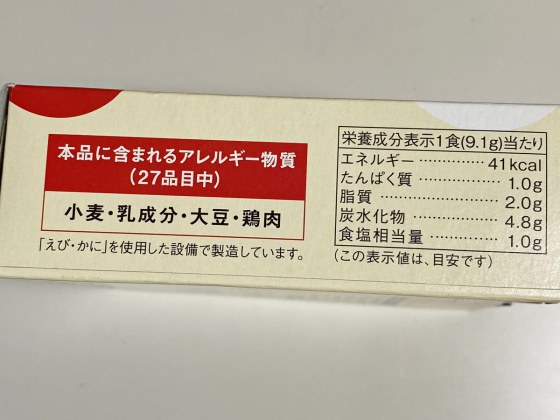 本品に含まれるアレルギー物質
(27品目中)
小麦・乳成分・大豆・鶏肉
「えび・かに」を使用した設備で製造しています。
栄養成分表示1食(9.1g)当たり
エネルギー ·············· 41kcal
たんぱく質 ·············· 1.0g
脂質 ······················ 2.0g
炭水化物 ················ 4.8g
食塩相当量 ·············· 1.0g
(この表示値は、目安です)